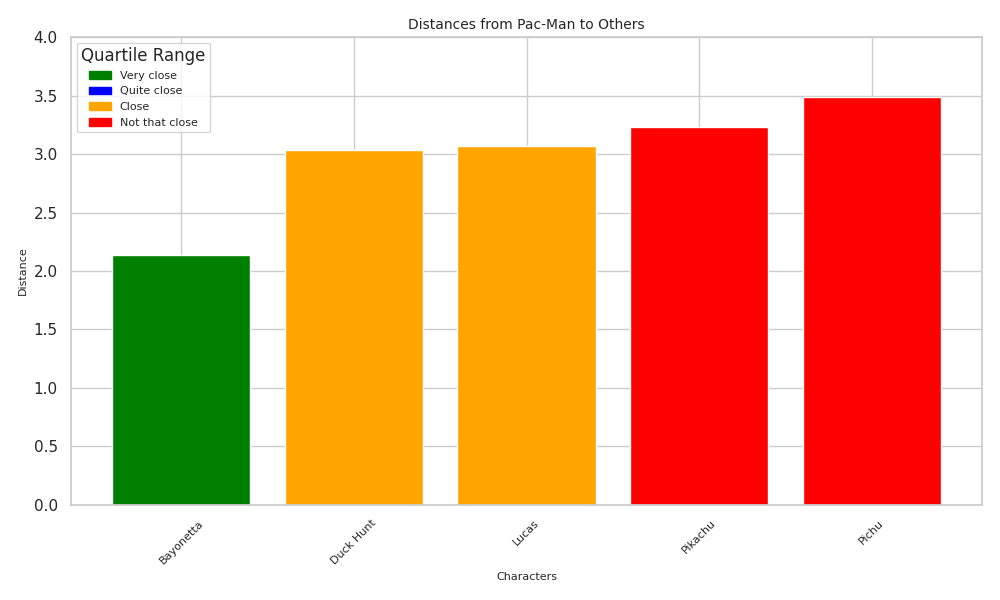 Distances from Pac-Man to Others
Quartile Range
Very close
Quite close
Close
Not that close
4.0
3.5
3.0
2.5
2.0
1.5
1.0
0.5
0.0
Distance
Bayonetta
Duck Hunt
Lucas
Pikachu
Pichu
Characters